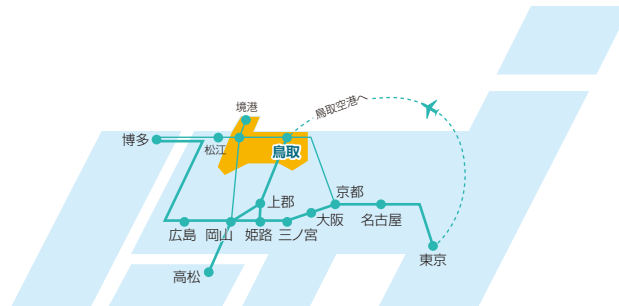 境港
鳥取空港へ
博多
松江
鳥取
上郡
京都
広島
岡山
姫路
三ノ宮
大阪
名古屋
高松
東京